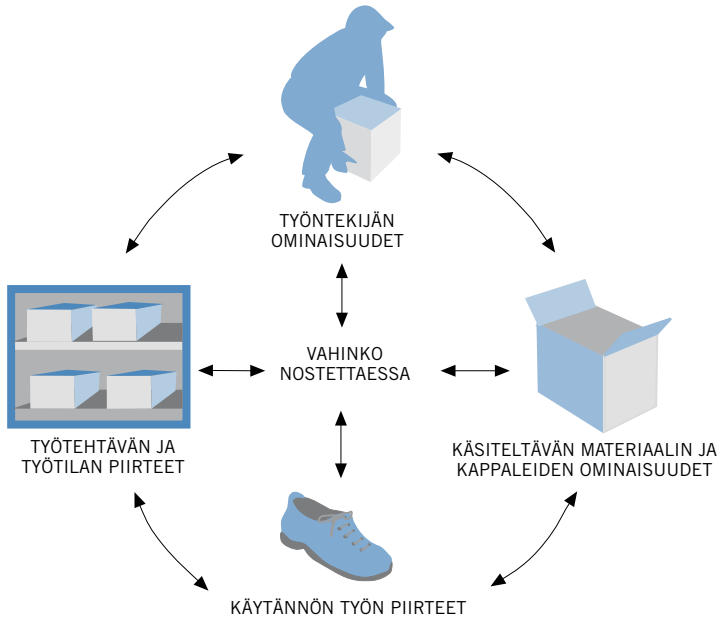 TYÖNTEKIJÄN
OMINAISUUDET
VAHINKO
NOSTETTAESSA
TYÖTEHTÄVÄN JA
TYÖTILAN PIIRTEET
KÄSITELTÄVÄN MATERIAALIN JA
KAPPALEIDEN OMINAISUUDET
KÄYTÄNNÖN TYÖN PIIRTEET